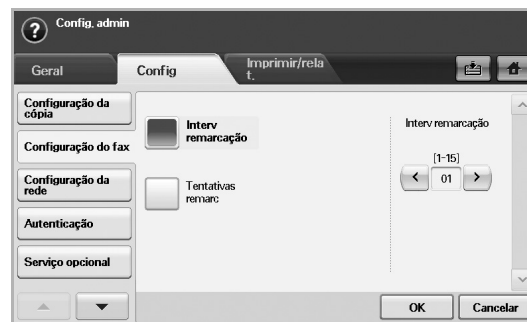 Config. admin
Geral
Config
Imprimir/rela
t.
Configuração da
cópia
Configuração do fax
Configuração da
rede
Autenticação
Serviço opcional
Interv
remarcação
Tentativas
remarc
Interv remarcação
[1-15]
01
OK
Cancelar